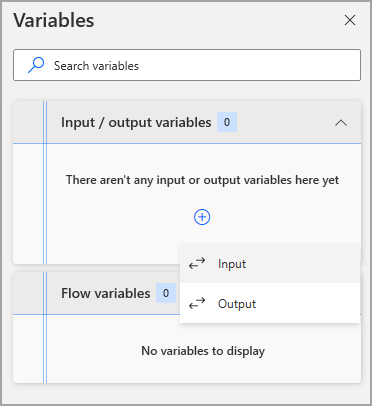 Variables
Search variables
Input / output variables 0
There aren't any input or output variables here yet
Input
Output
Flow variables 0
No variables to display